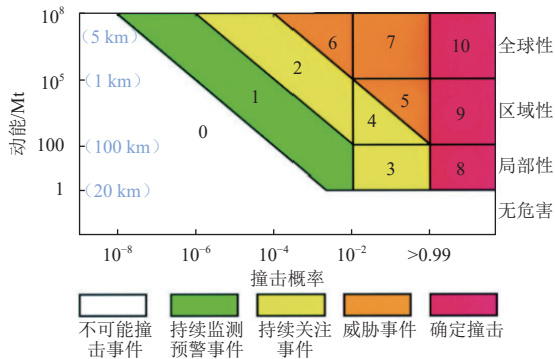 动能/Mt
10⁸
10⁵
100
1
(5 km)
(1 km)
(100 km)
(20 km)
0
1
2
3
4
5
6
7
8
9
10
全球性
区域性
局部性
无危害
10⁻⁸
10⁻⁶
10⁻⁴
10⁻²
>0.99
撞击概率
不可能撞
击事件
持续监测
预警事件
持续关注
事件
威胁事件
确定撞击